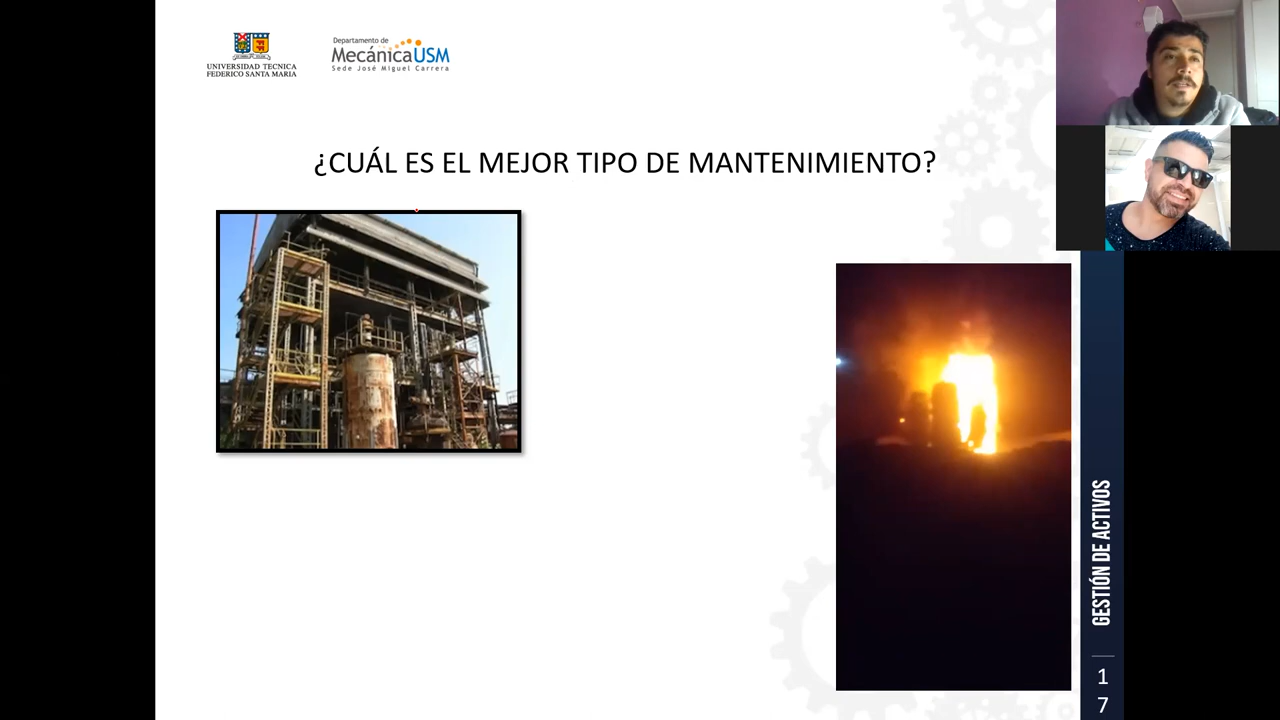 UNIVERSIDAD TECNICA
FEDERICO SANTA MARIA
Departamento de
MecánicaUSM
Sede José Miguel Carrera
¿CUÁL ES EL MEJOR TIPO DE MANTENIMIENTO?
GESTIÓN DE ACTIVOS
1
7